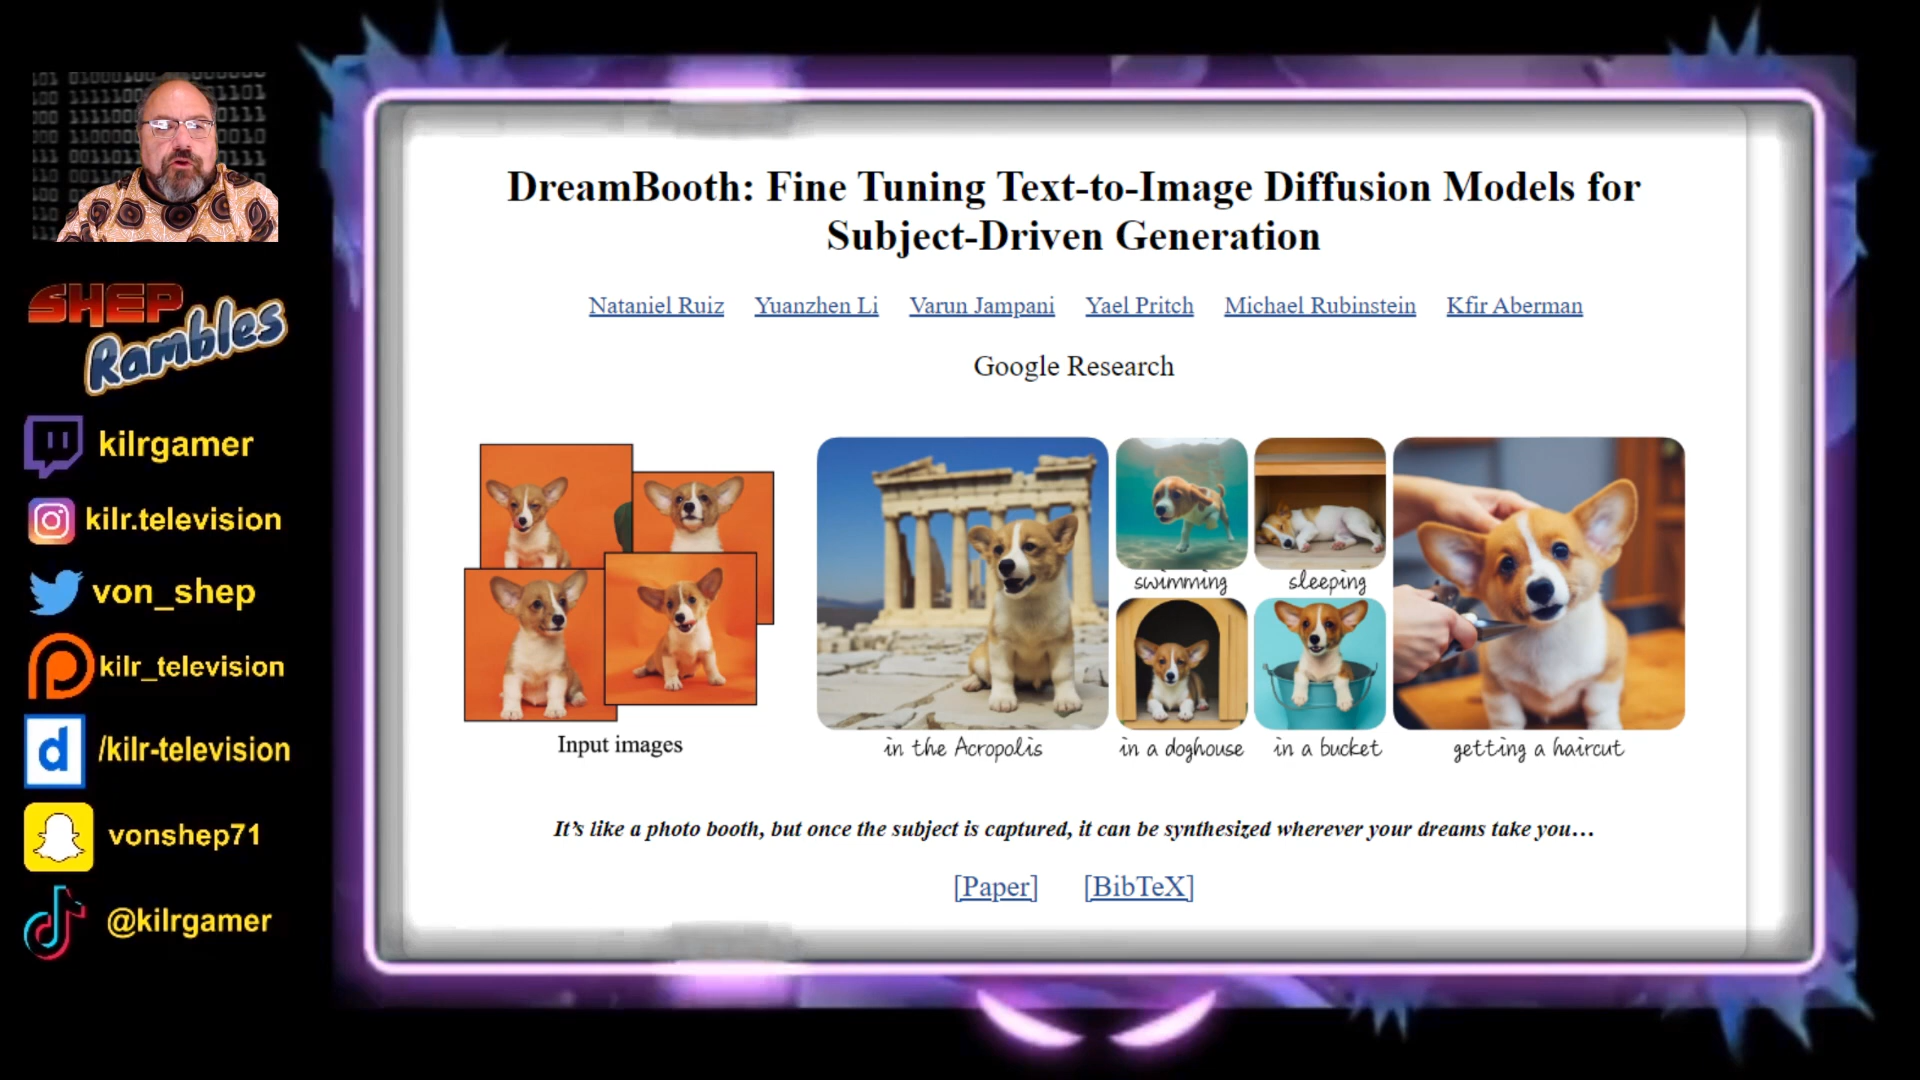 SHEP
Rambles
kilrgamer
kilr.television
von_shep
kilr_television
d
/kilr-television
vonshep71
@kilrgamer
DreamBooth: Fine Tuning Text-to-Image Diffusion Models for
Subject-Driven Generation
Nataniel Ruiz Yuanzhen Li Varun Jampani Yael Pritch Michael Rubinstein Kfir Aberman
Google Research
swimming sleeping
Input images in the Acropolis in a doghouse in a bucket getting a haircut
It's like a photo booth, but once the subject is captured, it can be synthesized wherever your dreams take you…
[Paper] [BibTeX]